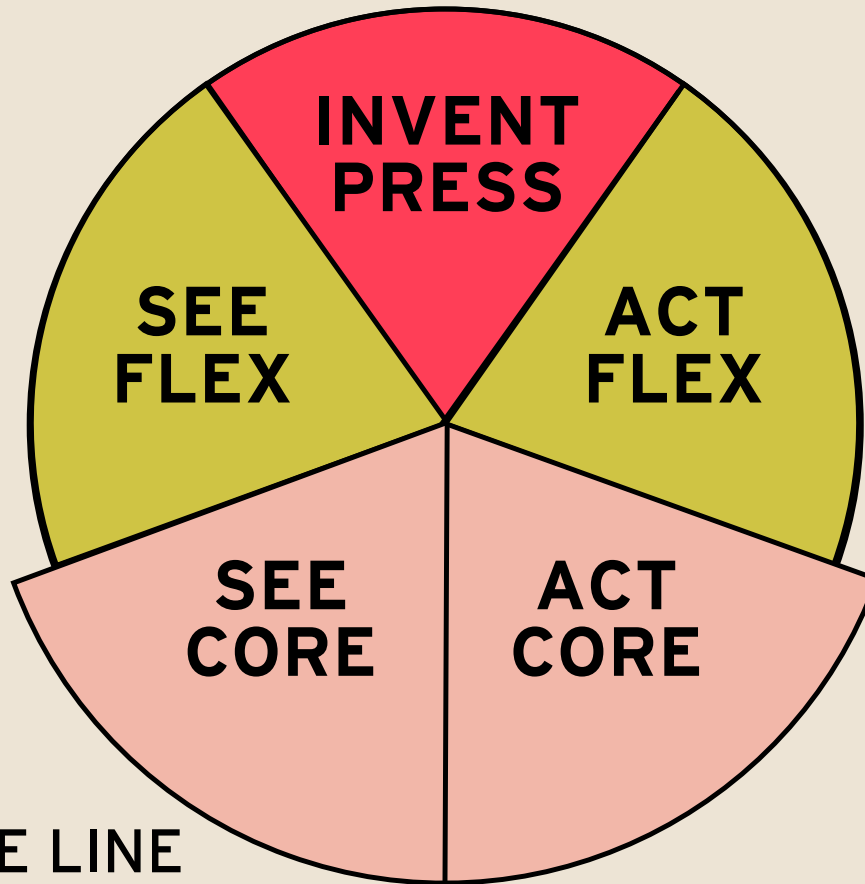 INVENT
PRESS
SEE
FLEX
ACT
FLEX
SEE
CORE
ACT
CORE
E LINE